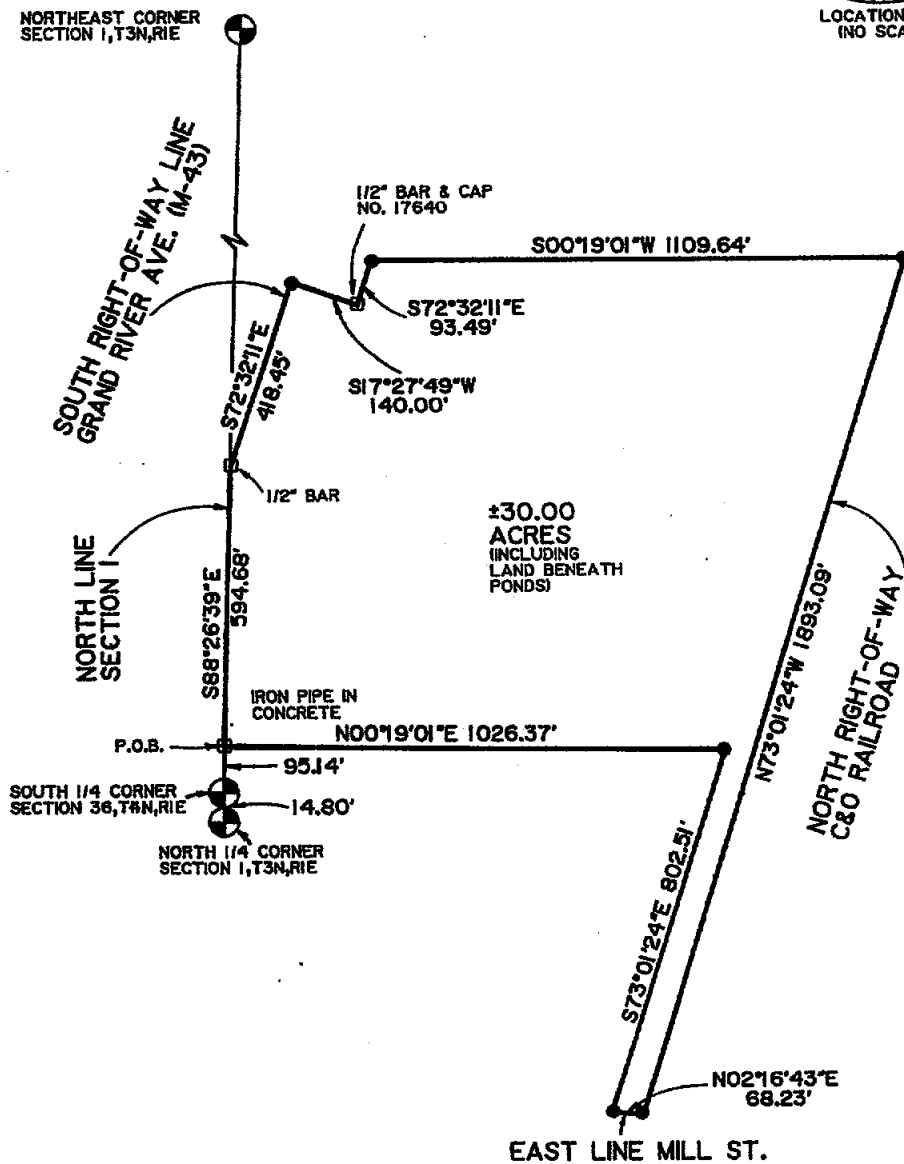 NORTHEAST CORNER
SECTION 1,T3N,R1E
LOCATION
(NO SCA
SOUTH RIGHT-OF-WAY LINE
GRAND RIVER AVE. (M-43)
1/2" BAR & CAP
NO. 17640
S00°19'01"W 1109.64'
S72°32'11"E
93.49'
S72°32'11"E
418.45'
S17°27'49"W
140.00'
1/2" BAR
±30.00
ACRES
(INCLUDING
LAND BENEATH
PONDS)
NORTH LINE
SECTION 1
S88°26'39"E
594.68'
N73°01'24"W 1893.09'
NORTH RIGHT-OF-WAY
C&O RAILROAD
IRON PIPE IN
CONCRETE
P.O.B.
N00°19'01"E 1026.37'
95.14'
SOUTH 1/4 CORNER
SECTION 36,T4N,R1E
14.80'
NORTH 1/4 CORNER
SECTION 1,T3N,R1E
S73°01'24"E 802.51'
N02°16'43"E
68.23'
EAST LINE MILL ST.